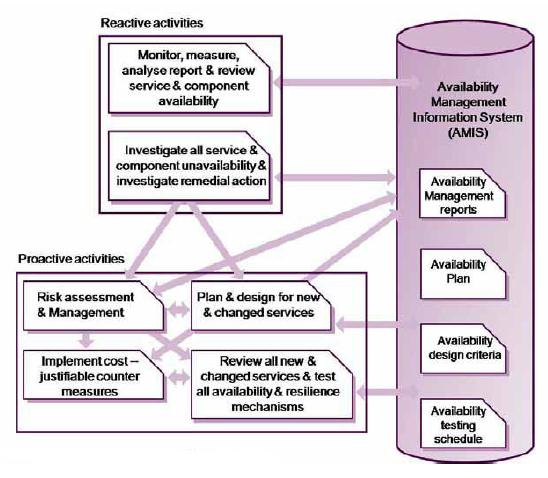 Reactive activities
Monitor, measure,
analyse report & review
service & component
availability
Investigate all service &
component unavailability &
investigate remedial action
Proactive activities
Risk assessment
& Management
Plan & design for new
& changed services
Implement cost –
justifiable counter
measures
Review all new &
changed services & test
all availability & resilience
mechanisms
Availability
Management
Information System
(AMIS)
Availability
Management
reports
Availability
Plan
Availability
design criteria
Availability
testing
schedule